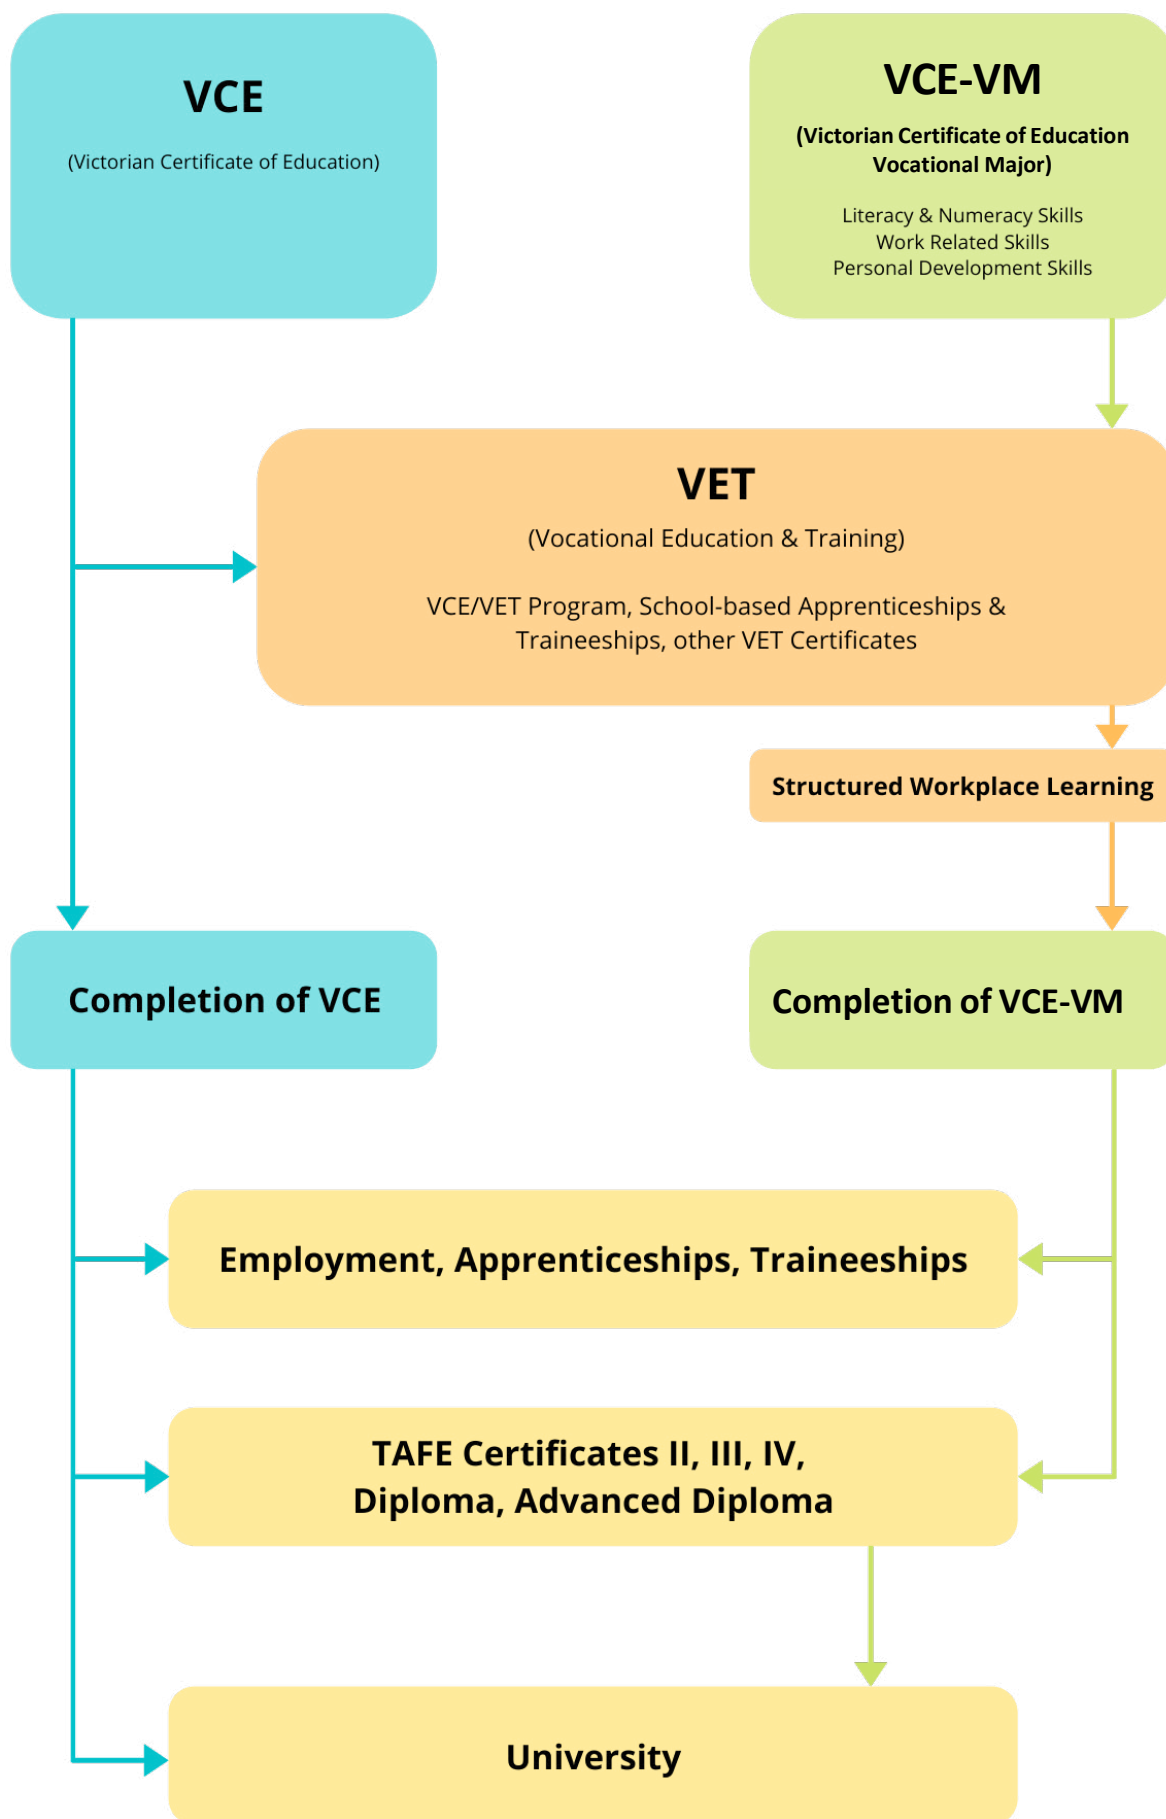 VCE
(Victorian Certificate of Education)
VCE-VM
(Victorian Certificate of Education
Vocational Major)
Literacy & Numeracy Skills
Work Related Skills
Personal Development Skills
VET
(Vocational Education & Training)
VCE/VET Program, School-based Apprenticeships &
Traineeships, other VET Certificates
Structured Workplace Learning
Completion of VCE
Completion of VCE-VM
Employment, Apprenticeships, Traineeships
TAFE Certificates II, III, IV,
Diploma, Advanced Diploma
University